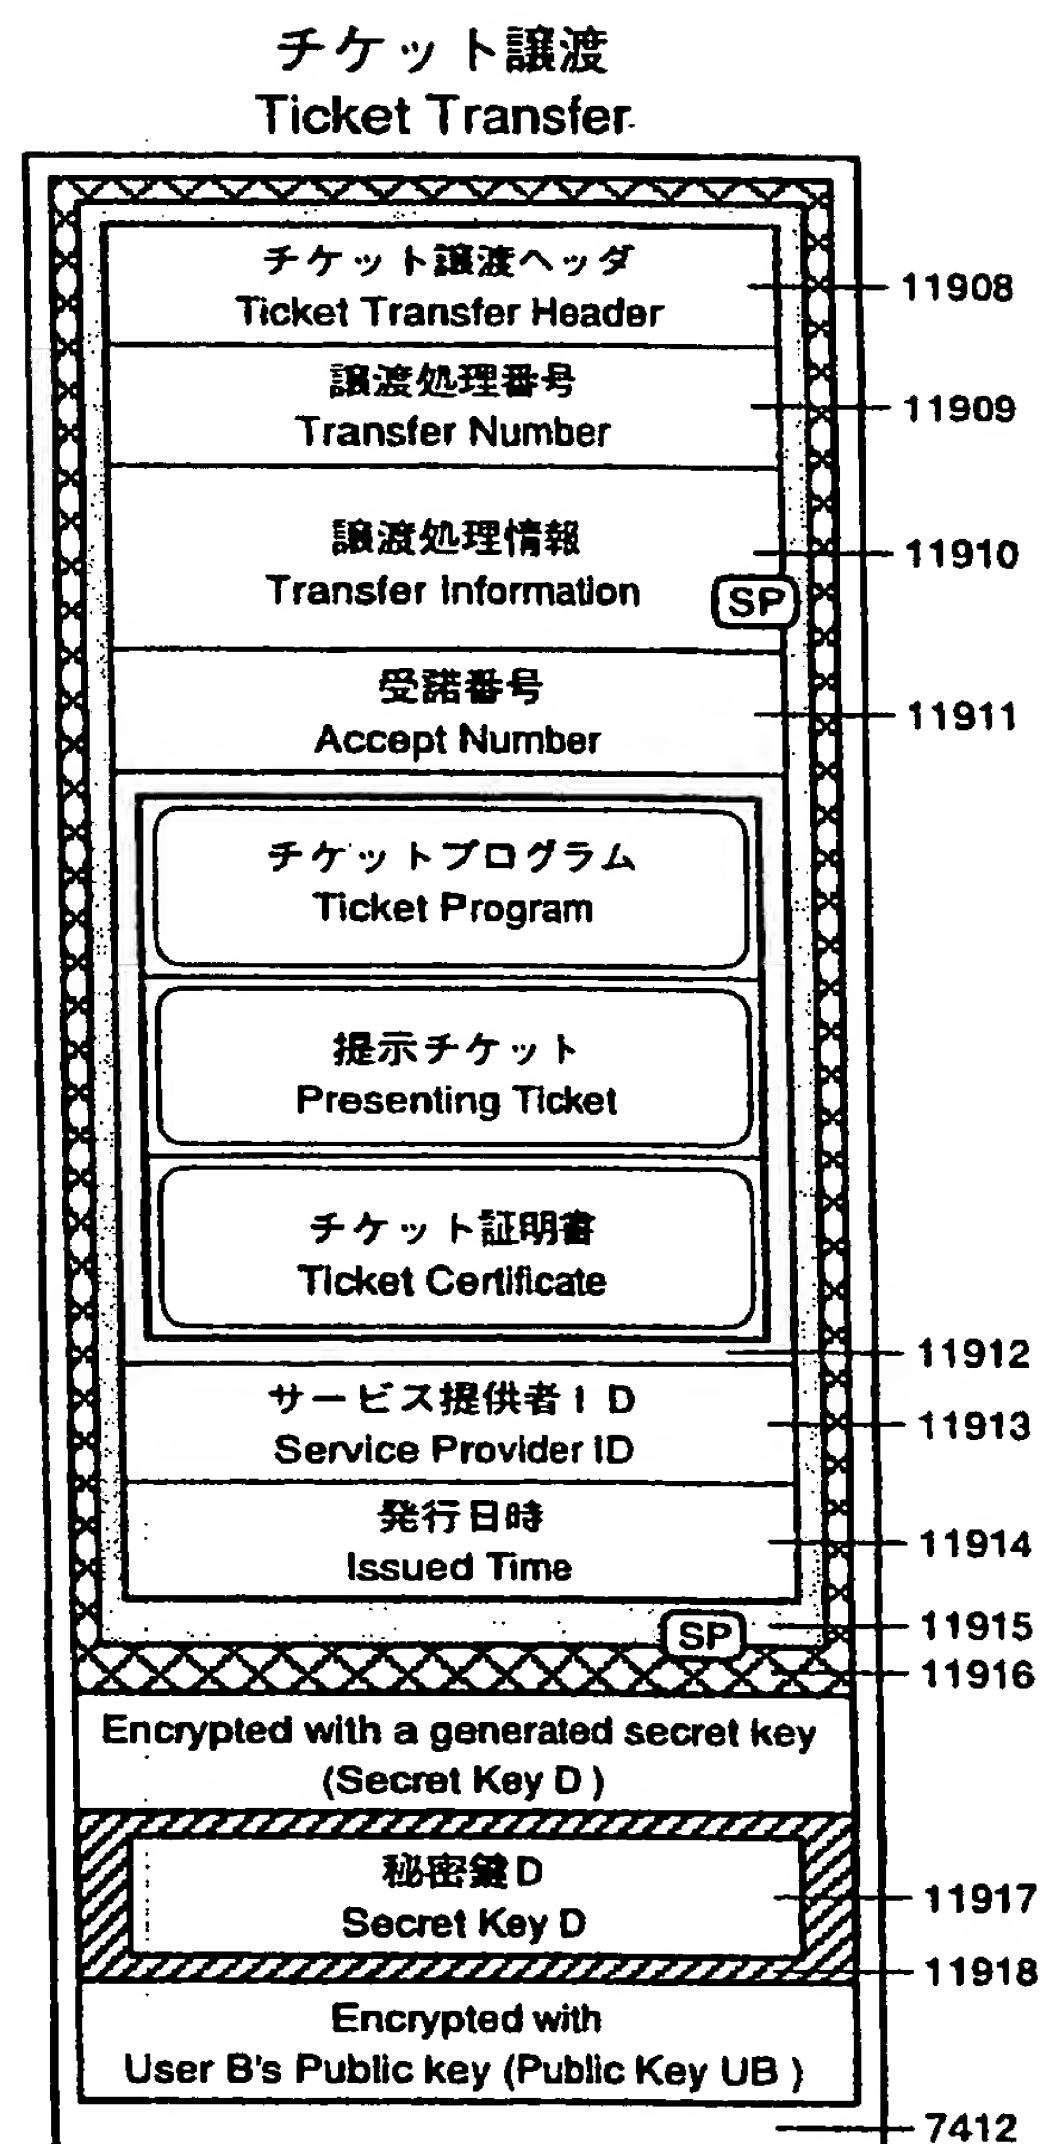 チケット譲渡
Ticket Transfer
チケット譲渡ヘッダ
Ticket Transfer Header
11908
譲渡処理番号
Transfer Number
11909
譲渡処理情報
Transfer Information
11910
SP
受諾番号
Accept Number
11911
チケットプログラム
Ticket Program
提示チケット
Presenting Ticket
チケット証明書
Ticket Certificate
11912
サービス提供者ID
Service Provider ID
11913
発行日時
Issued Time
11914
SP
11915
11916
Encrypted with a generated secret key
(Secret Key D )
秘密鍵D
Secret Key D
11917
11918
Encrypted with
User B's Public key (Public Key UB )
7412